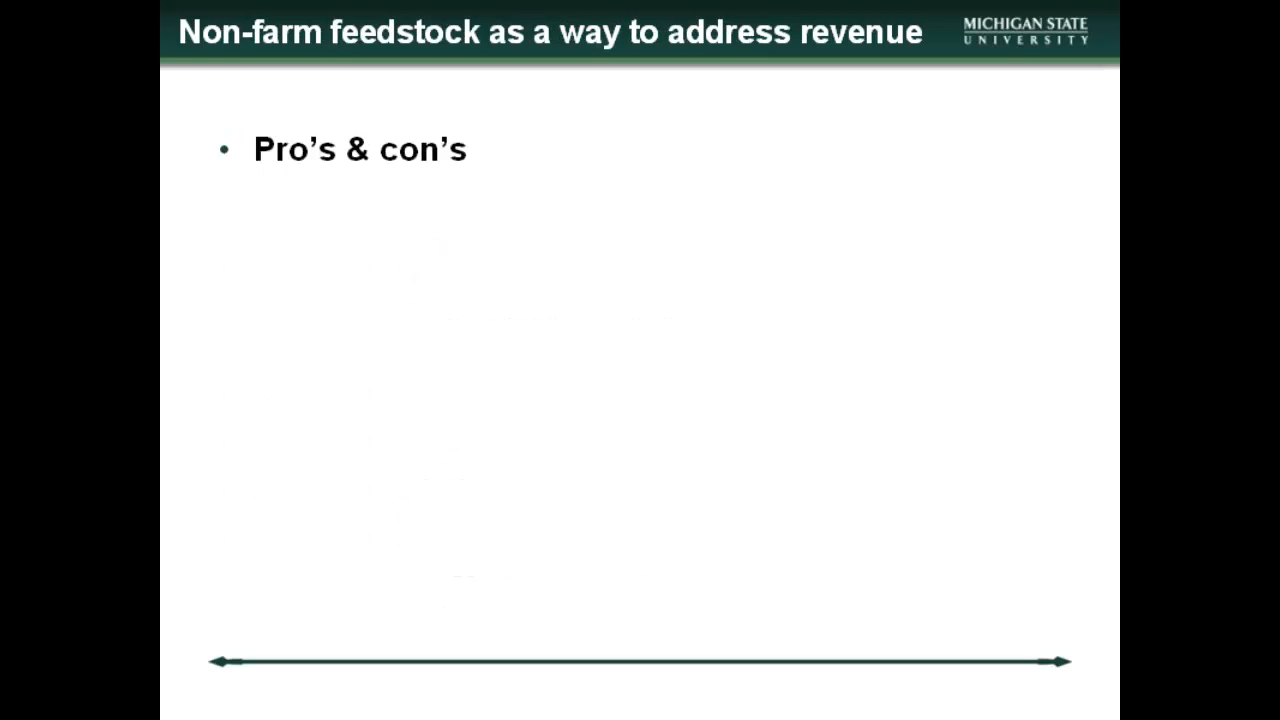 Non-farm feedstock as a way to address revenue
MICHIGAN STATE
UNIVERSITY
• Pro’s & con’s